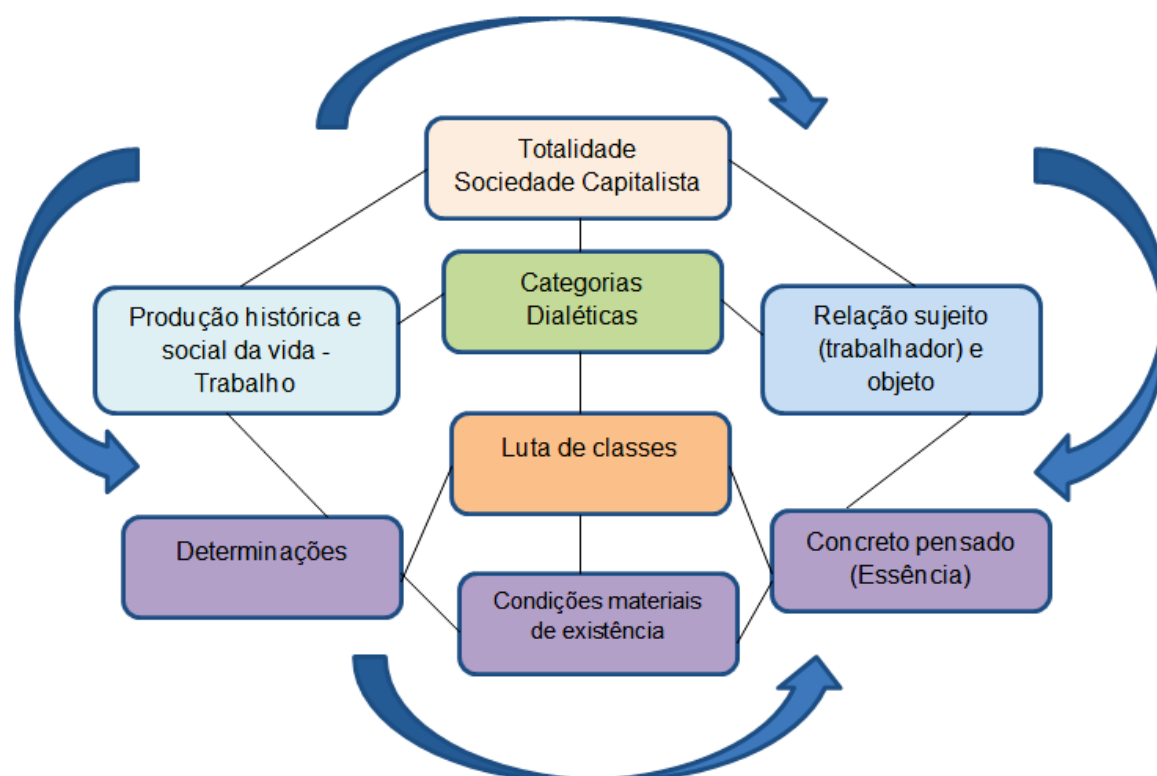 Totalidade
Sociedade Capitalista
Categorias
Dialéticas
Produção histórica e
social da vida -
Trabalho
Relação sujeito
(trabalhador) e
objeto
Luta de classes
Determinações
Condições materiais
de existência
Concreto pensado
(Essência)